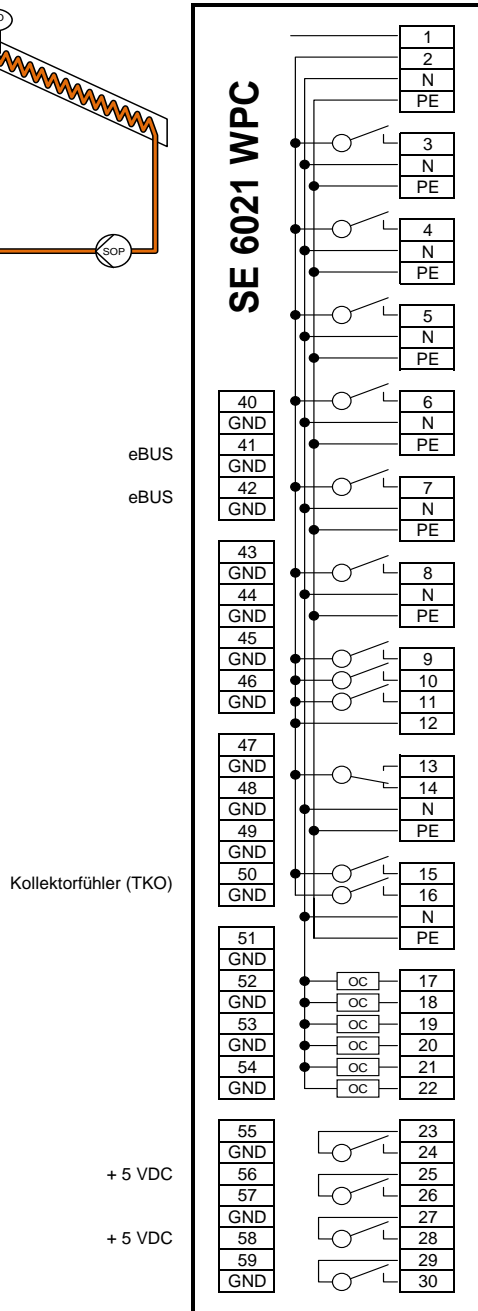 SOP
SE 6021 WPC
1
2
N
PE
3
N
PE
4
N
PE
5
N
PE
6
N
PE
7
N
PE
8
N
PE
9
10
11
12
13
14
N
PE
15
16
N
PE
OC 17
OC 18
OC 19
OC 20
OC 21
OC 22
23
24
25
26
27
28
29
30
40
GND
eBUS 41
GND
eBUS 42
GND
43
GND
44
GND
45
GND
46
GND
47
GND
48
GND
49
GND
Kollektorfühler (TKO) 50
GND
51
GND
52
GND
53
GND
54
GND
55
GND
+ 5 VDC 56
57
GND
+ 5 VDC 58
59
GND